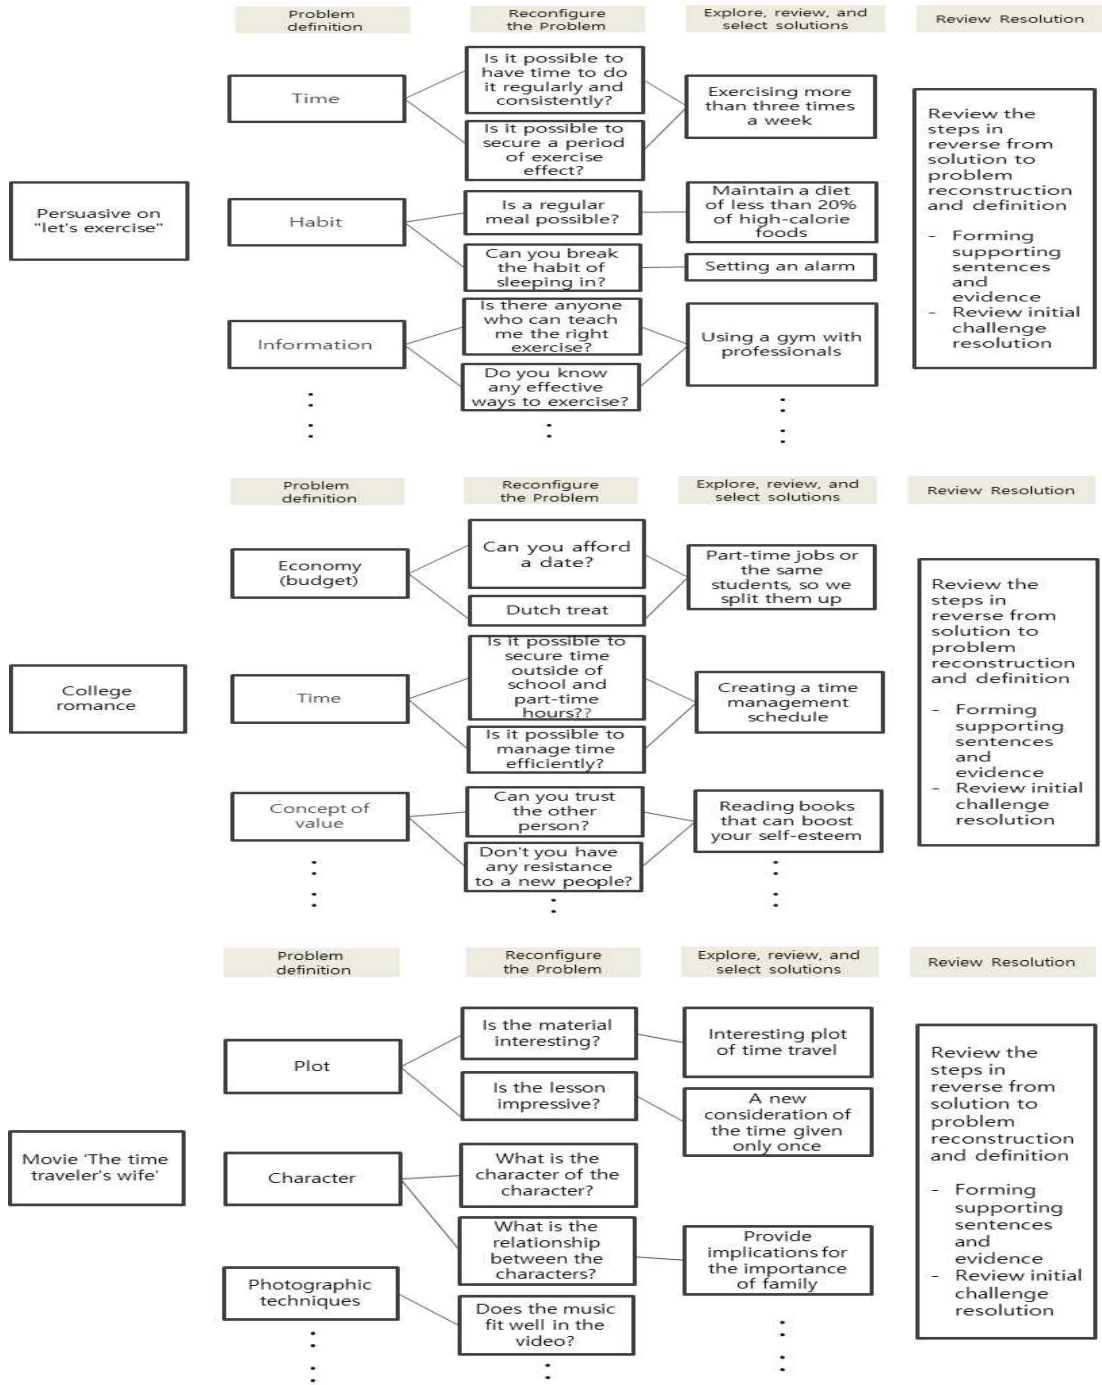 Problem
definition
Reconfigure
the Problem
Explore, review, and
select solutions
Review Resolution
Persuasive on
"let's exercise"
Time
Is it possible to
have time to do
it regularly and
consistently?
Is it possible to
secure a period
of exercise
effect?
Exercising more
than three times
a week
Habit
Is a regular
meal possible?
Maintain a diet
of less than 20%
of high-calorie
foods
Can you break
the habit of
sleeping in?
Setting an alarm
Information
Is there anyone
who can teach
me the right
exercise?
Do you know
any effective
ways to exercise?
Using a gym with
professionals
Review the
steps in
reverse from
solution to
problem
reconstruction
and definition
- Forming
supporting
sentences
and
evidence
- Review initial
challenge
resolution
Problem
definition
Reconfigure
the Problem
Explore, review, and
select solutions
Review Resolution
College
romance
Economy
(budget)
Can you afford
a date?
Dutch treat
Part-time jobs or
the same
students, so we
split them up
Time
Is it possible to
secure time
outside of
school and
part-time
hours??
Is it possible to
manage time
efficiently?
Creating a time
management
schedule
Concept of
value
Can you trust
the other
person?
Don't you have
any resistance
to a new people?
Reading books
that can boost
your self-esteem
Review the
steps in
reverse from
solution to
problem
reconstruction
and definition
- Forming
supporting
sentences
and
evidence
- Review initial
challenge
resolution
Problem
definition
Reconfigure
the Problem
Explore, review, and
select solutions
Review Resolution
Movie 'The time
traveler's wife'
Plot
Is the material
interesting?
Interesting plot
of time travel
Is the lesson
impressive?
A new
consideration of
the time given
only once
Character
What is the
character of the
character?
What is the
relationship
between the
characters?
Provide
implications for
the importance
of family
Photographic
techniques
Does the music
fit well in the
video?
Review the
steps in
reverse from
solution to
problem
reconstruction
and definition
- Forming
supporting
sentences
and
evidence
- Review initial
challenge
resolution